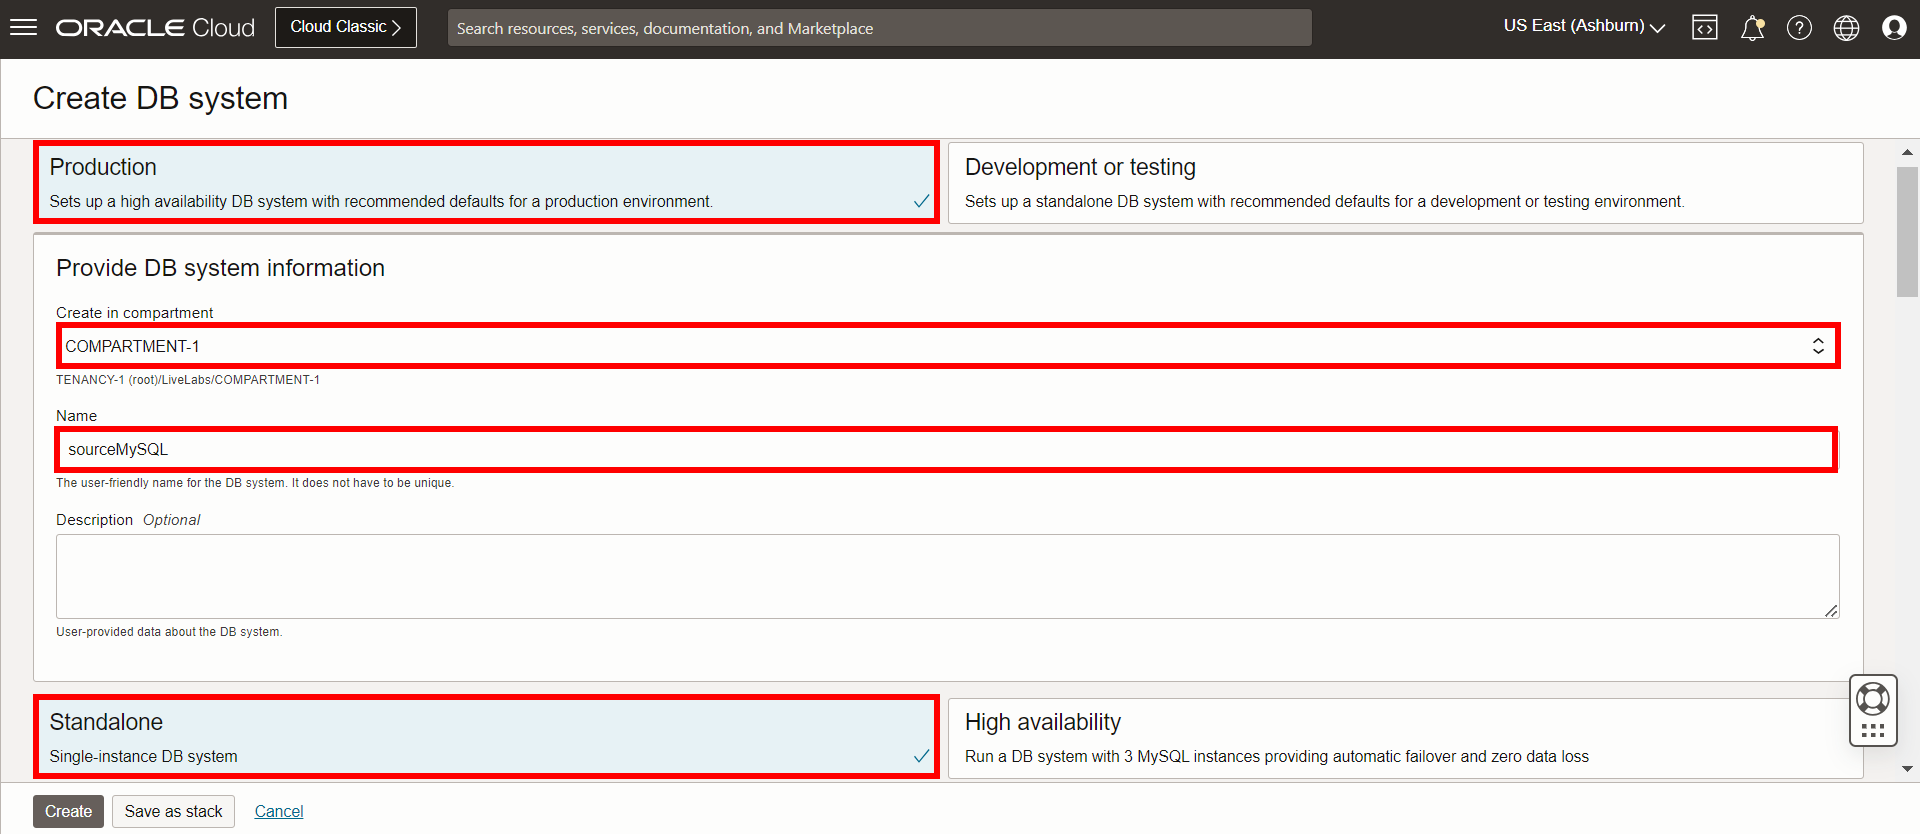 ORACLE Cloud
Cloud Classic
Search resources, services, documentation, and Marketplace
US East (Ashburn)
Create DB system
Production
Sets up a high availability DB system with recommended defaults for a production environment.
Development or testing
Sets up a standalone DB system with recommended defaults for a development or testing environment.
Provide DB system information
Create in compartment
COMPARTMENT-1
TENANCY-1 (root)/LiveLabs/COMPARTMENT-1
Name
sourceMySQL
The user-friendly name for the DB system. It does not have to be unique.
Description Optional
User-provided data about the DB system.
Standalone
Single-instance DB system
High availability
Run a DB system with 3 MySQL instances providing automatic failover and zero data loss
Create
Save as stack
Cancel